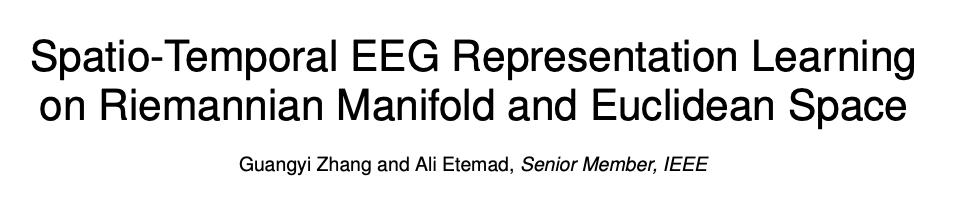 Spatio-Temporal EEG Representation Learning
on Riemannian Manifold and Euclidean Space
Guangyi Zhang and Ali Etemad, Senior Member, IEEE